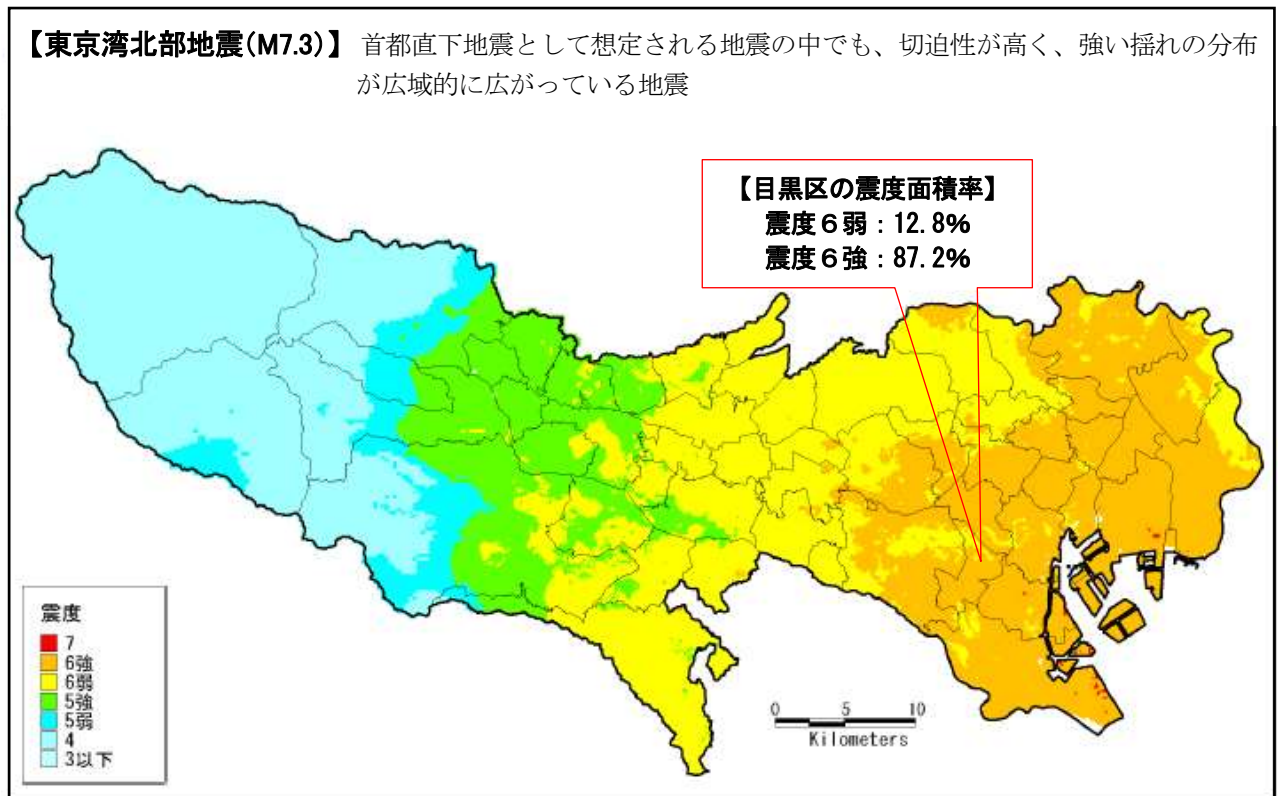 【東京湾北部地震(M7.3)】 首都直下地震として想定される地震の中でも、切迫性が高く、強い揺れの分布
が広域的に広がっている地震
【目黒区の震度面積率】
震度6弱：12.8%
震度6強：87.2%
震度
7
6強
6弱
5強
5弱
4
3以下
0 5 10
Kilometers